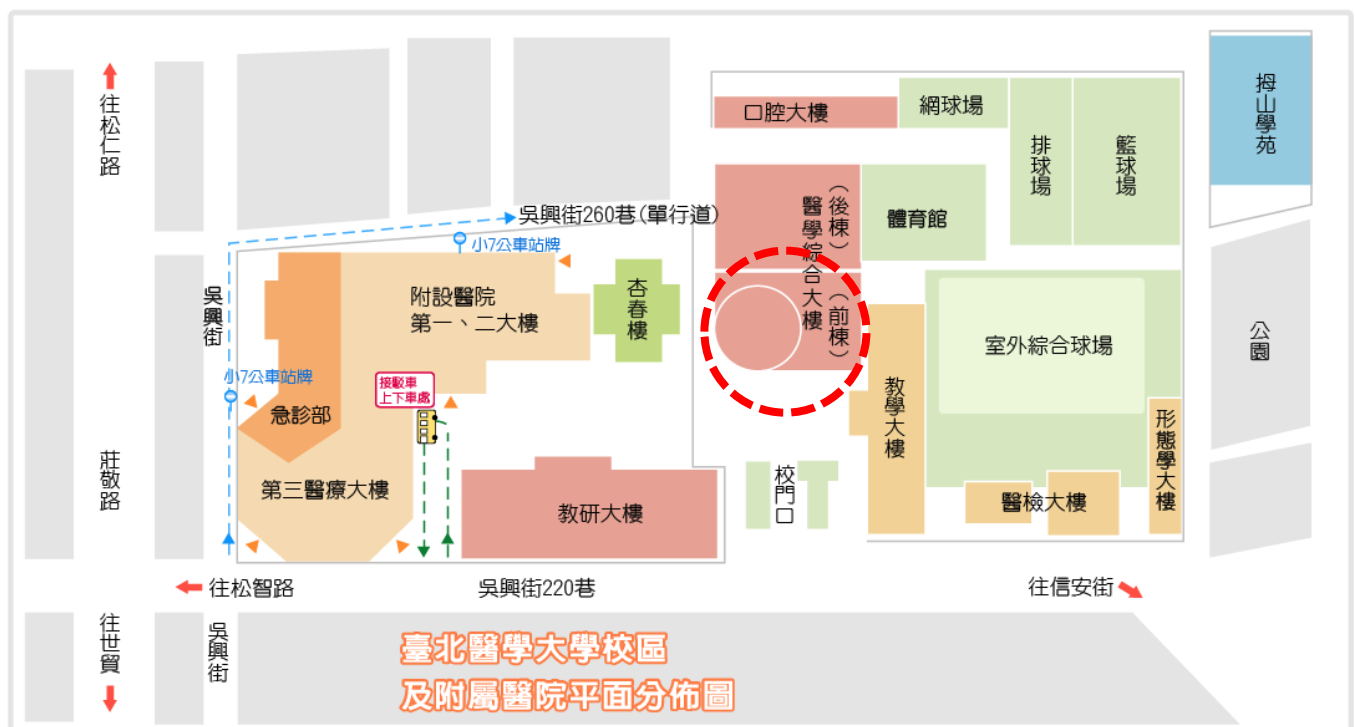 往松仁路
口腔大樓
網球場
排球場
籃球場
拇山學苑
吳興街260巷(單行道)
小7公車站牌
醫學綜合大樓
(後棟)
(前棟)
體育館
吳興街
附設醫院
第一、二大樓
杏春樓
室外綜合球場
公園
小7公車站牌
接駁車
上下車處
急診部
教學大樓
形態學大樓
莊敬路
第三醫療大樓
教研大樓
校門口
醫檢大樓
往松智路
吳興街220巷
往信安街
往世貿
吳興街
臺北醫學大學校區
及附屬醫院平面分佈圖